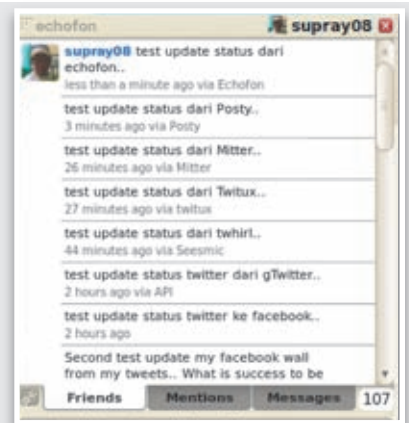 echofon
supray08
supray08 test update status dari
echofon..
less than a minute ago via Echofon
test update status dari Posty..
3 minutes ago via Posty
test update status dari Mitter..
26 minutes ago via Mitter
test update status dari Twitux..
27 minutes ago via twitux
test update status dari twhirl..
44 minutes ago via Seesmic
test update status twitter dari gTwitter..
2 hours ago via API
test update status twitter ke facebook..
2 hours ago
Second test update my facebook wall
from my tweets.. What is success to be
Friends Mentions Messages 107